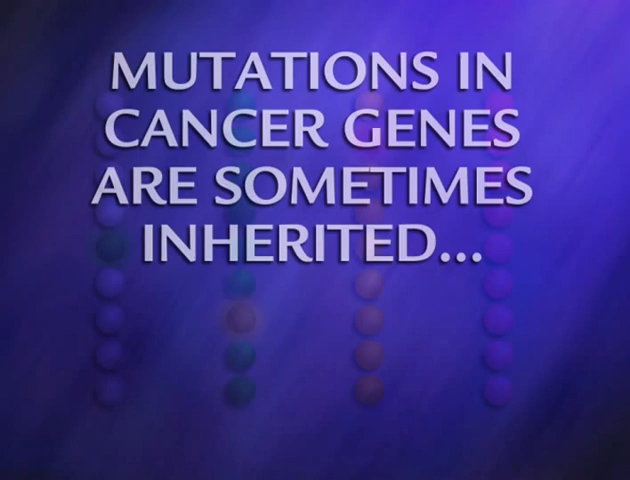 MUTATIONS IN
CANCER GENES
ARE SOMETIMES
INHERITED...